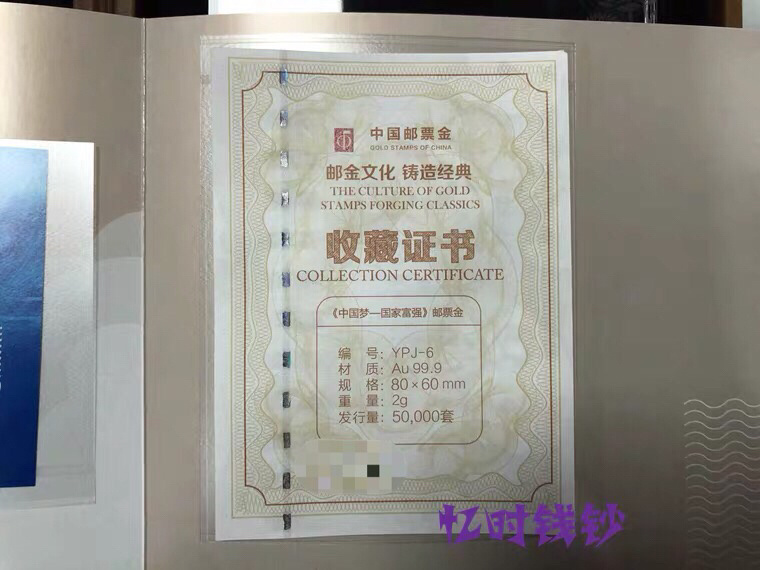 中国邮票金
GOLD STAMPS OF CHINA
邮金文化 铸造经典
THE CULTURE OF GOLD
STAMPS FORGING CLASSICS
收藏证书
COLLECTION CERTIFICATE
《中国梦—国家富强》邮票金
编 号: YPJ-6
材 质: Au 99.9
规 格: 80×60mm
重 量: 2g
发行量: 50,000套
忆时钱钞